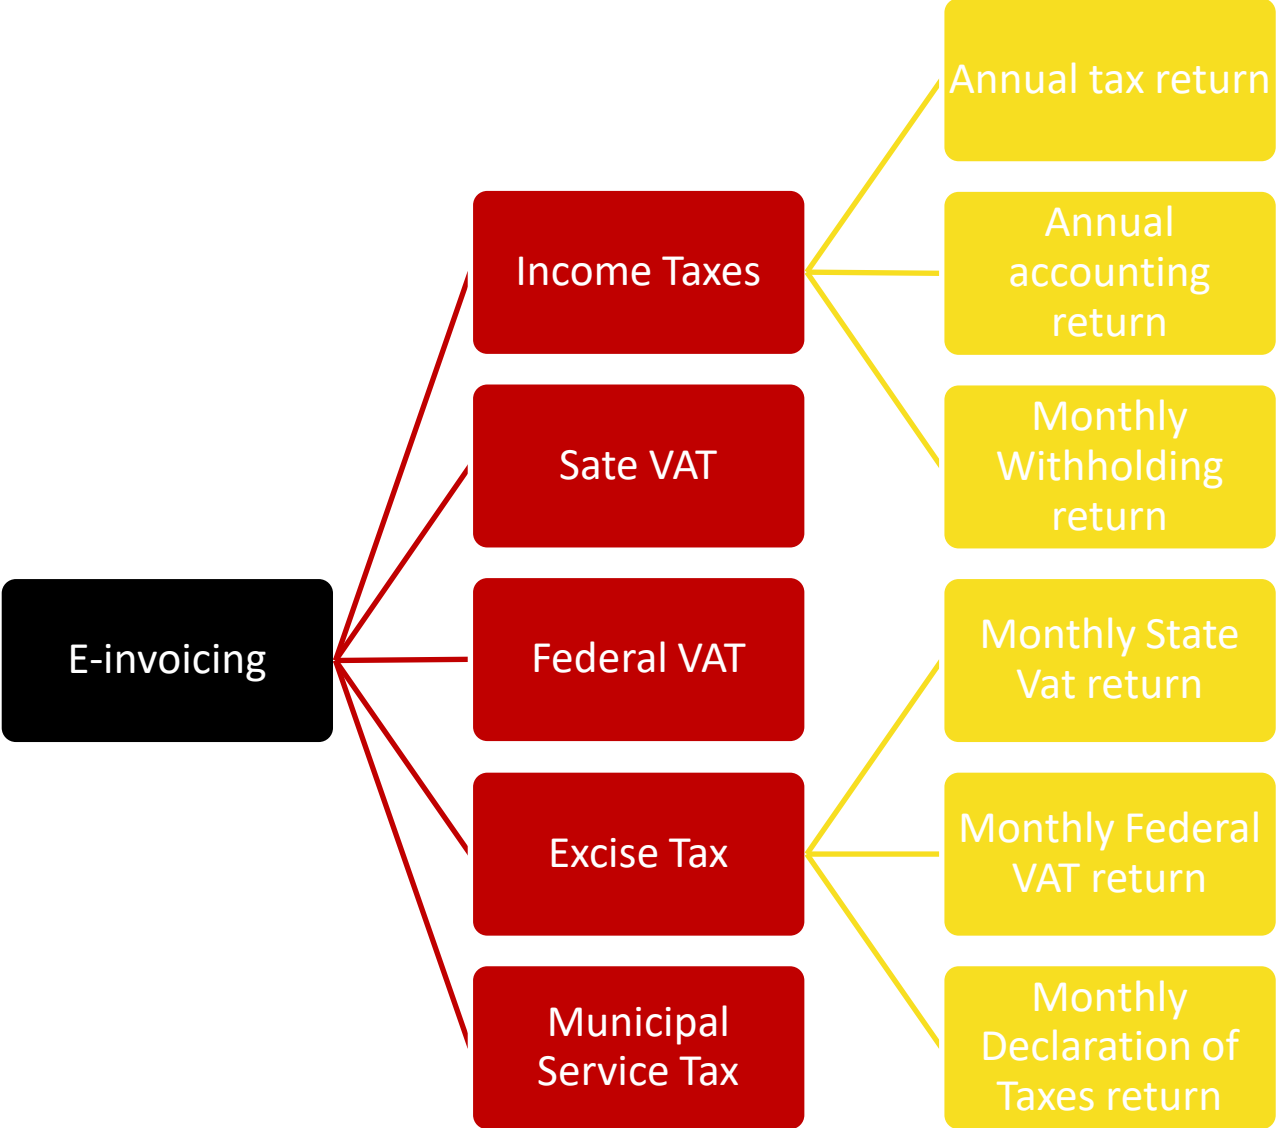 Annual tax return
Income Taxes
Annual
accounting
return
Sate VAT
Monthly
Withholding
return
E-invoicing
Federal VAT
Monthly State
Vat return
Excise Tax
Monthly Federal
VAT return
Municipal
Service Tax
Monthly
Declaration of
Taxes return